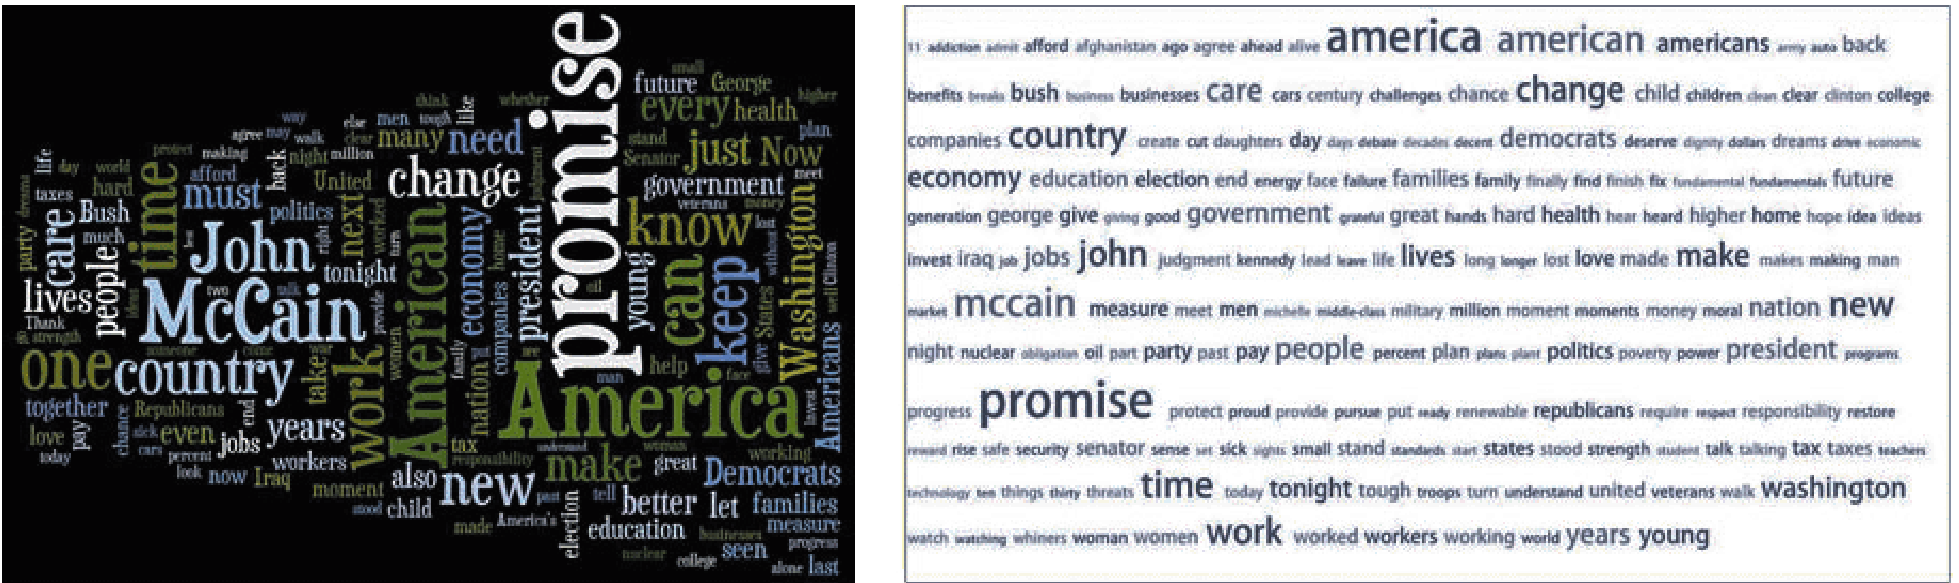 promise
small
future George
every health higher
think like whether
way else men tough
agree may walk clear many need
stand plan
Senator just Now
life protect making back night million judgment
day world
afford United change government meet
taxes hard time must
veterans money
dreams care Bush politics next worked American economy president know lost Washington
party much John right turn home
people tonight young can keep without
lives McCain two talk companies oil States well Clinton
Thank ideas provide
strength someone come war women finally nation put
one country take work help give
man face
together chance Republicans end America invest Americans
love pay sick even jobs years tax understand woman
today cars percent responsibility make great working
look now Iraq workers also Democrats
moment new past tell better let families
stood child made America's election education businesses measure
nuclear seen progress
college alone last
11 addiction admit afford afghanistan ago agree ahead alive america american americans army auto back
benefits breaks bush business businesses care cars century challenges chance change child children clean clear clinton college
companies country create cut daughters day days debate decades decent democrats deserve dignity dollars dreams drive economic
economy education election end energy face failure families family finally find finish fix fundamental fundamentals future
generation george give giving good government grateful great hands hard health hear heard higher home hope idea ideas
invest iraq job jobs john judgment kennedy lead leave life lives long longer lost love made make makes making man
market mccain measure meet men michelle middle-class military million moment moments money moral nation new
night nuclear obligation oil part party past pay people percent plan plans plant politics poverty power president programs
progress promise protect proud provide pursue put ready renewable republicans require respect responsibility restore
reward rise safe security senator sense set sick sights small stand standards start states stood strength student talk talking tax taxes teachers
technology ten things thirty threats time today tonight tough troops turn understand united veterans walk washington
watch watching whiners woman women work worked workers working world years young